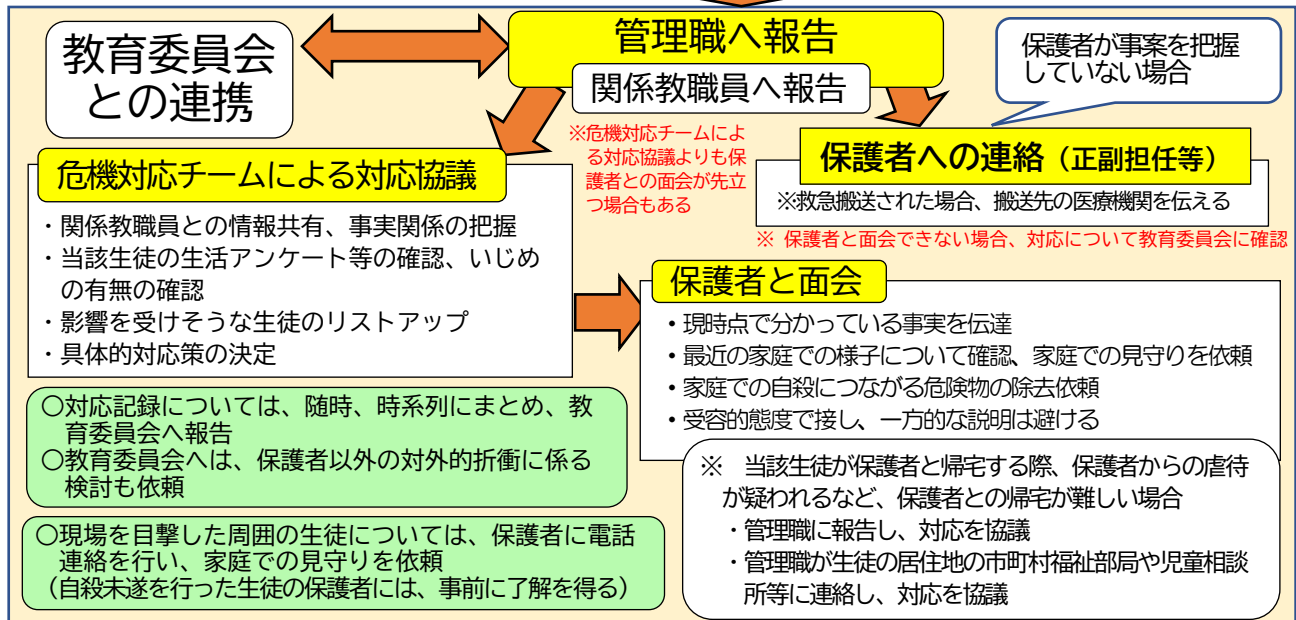 教育委員会
との連携
管理職へ報告
関係教職員へ報告
保護者が事案を把握
していない場合
※危機対応チームによ
る対応協議よりも保
護者との面会が先立
つ場合もある
保護者への連絡（正副担任等）
※救急搬送された場合、搬送先の医療機関を伝える
※ 保護者と面会できない場合、対応について教育委員会に確認
危機対応チームによる対応協議
・関係教職員との情報共有、事実関係の把握
・当該生徒の生活アンケート等の確認、いじめ
の有無の確認
・影響を受けそうな生徒のリストアップ
・具体的対応策の決定
保護者と面会
・現時点で分かっている事実を伝達
・最近の家庭での様子について確認、家庭での見守りを依頼
・家庭での自殺につながる危険物の除去依頼
・受容的態度で接し、一方的な説明は避ける
○対応記録については、随時、時系列にまとめ、教
育委員会へ報告
○教育委員会へは、保護者以外の対外的折衝に係る
検討も依頼
○現場を目撃した周囲の生徒については、保護者に電話
連絡を行い、家庭での見守りを依頼
（自殺未遂を行った生徒の保護者には、事前に了解を得る）
※　当該生徒が保護者と帰宅する際、保護者からの虐待
が疑われるなど、保護者との帰宅が難しい場合
・管理職に報告し、対応を協議
・管理職が生徒の居住地の市町村福祉部局や児童相談
所等に連絡し、対応を協議